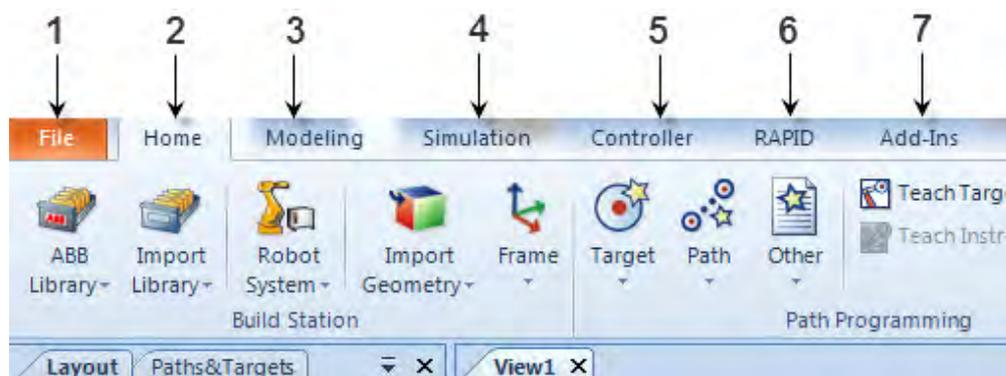 1 2 3 4 5 6 7
File Home Modeling Simulation Controller RAPID Add-Ins
ABB Library Import Library Robot System Import Geometry Frame Target Path Other Teach Targ
Teach Instr
Build Station Path Programming
Layout Paths&Targets View1